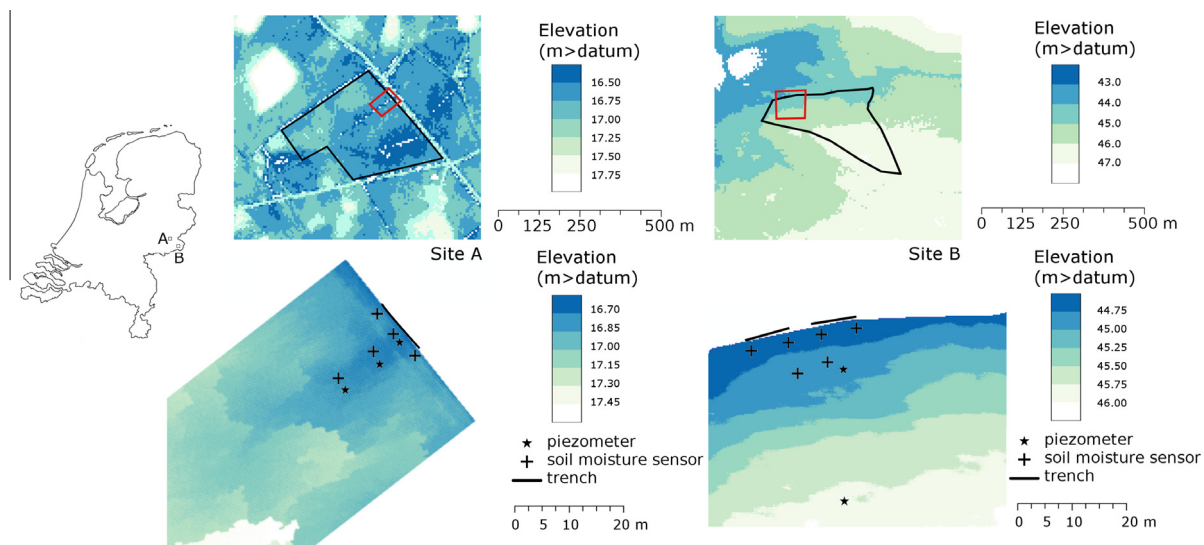 A
B
Elevation
(m>datum)
16.50
16.75
17.00
17.25
17.50
17.75
0 125 250 500 m
Site A
Elevation
(m>datum)
43.0
44.0
45.0
46.0
47.0
0 125 250 500 m
Site B
Elevation
(m>datum)
16.70
16.85
17.00
17.15
17.30
17.45
piezometer
soil moisture sensor
trench
0 5 10 20 m
Elevation
(m>datum)
44.75
45.00
45.25
45.50
45.75
46.00
piezometer
soil moisture sensor
trench
0 5 10 20 m